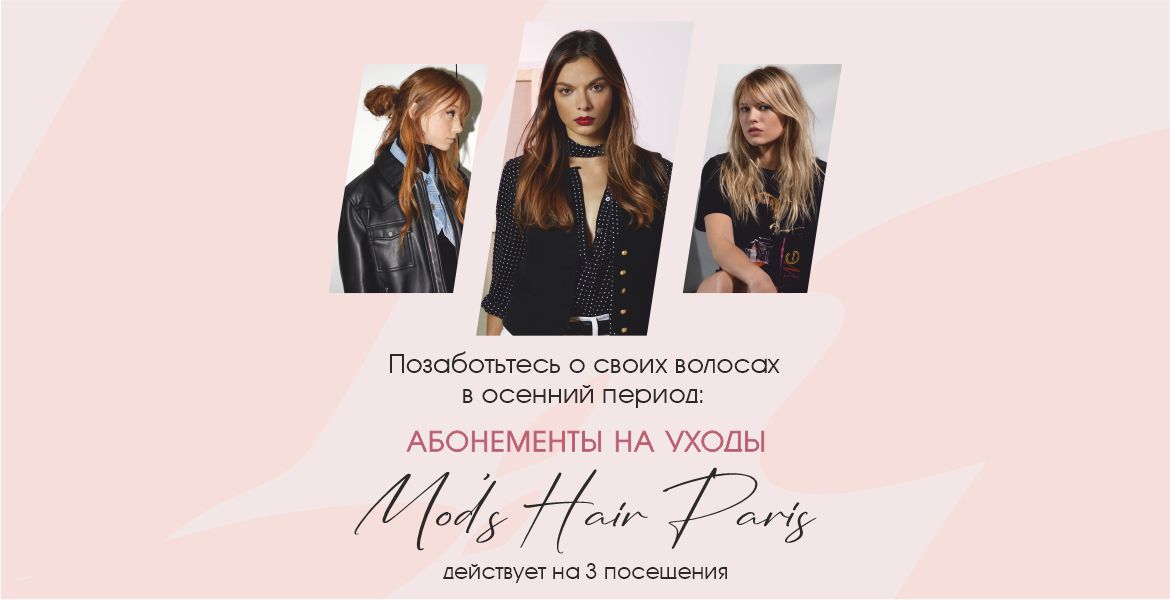 Позаботьтесь о своих волосах
в осенний период:
АБОНЕМЕНТЫ НА УХОДЫ
Mod's Hair Paris
действует на 3 посещения